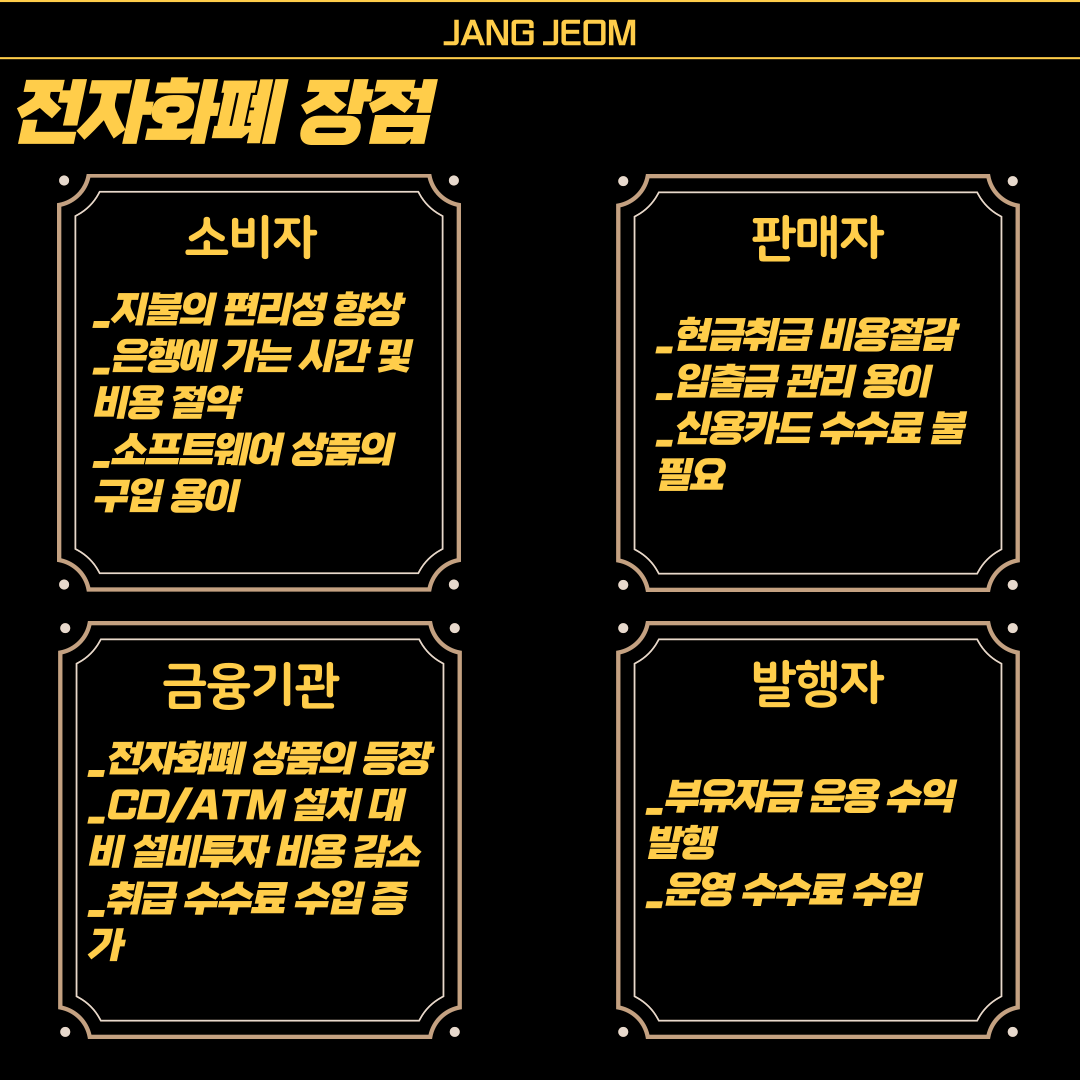 JANG JEOM
전자화폐 장점
소비자
_지불의 편리성 향상
_은행에 가는 시간 및
비용 절약
_소프트웨어 상품의
구입 용이
판매자
_현금취급 비용절감
_입출금 관리 용이
_신용카드 수수료 불
필요
금융기관
_전자화폐 상품의 등장
_CD/ATM 설치 대
비 설비투자 비용 감소
_취급 수수료 수입 증
가
발행자
_부유자금 운용 수익
발행
_운영 수수료 수입